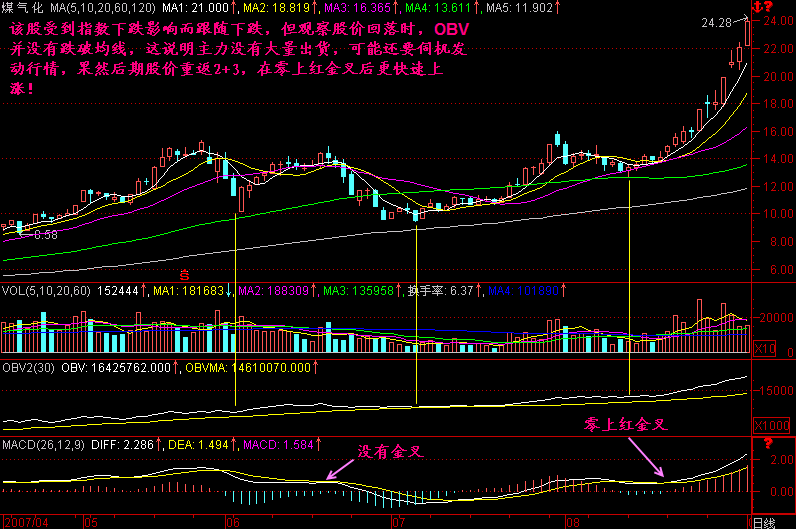 煤气化 MA(5,10,20,60,120) MA1: 21.000↑, MA2: 18.819↑, MA3: 16.365↑, MA4: 13.611↑, MA5: 11.902↑
该股受到指数下跌影响而跟随下跌，但观察股价回落时，OBV
并没有跌破均线，这说明主力没有大量出货，可能还要伺机发
动行情，果然后期股价重返2+3，在零上红金叉后更快速上
涨！
24.28
?
24.00
22.00
20.00
18.00
16.00
14.00
12.00
10.00
8.00
6.00
6.58
VOL(5,10,20,60) 152444↑, MA1: 181683↓, MA2: 188309↑, MA3: 135958↑, 换手率: 6.37↑, MA4: 101890↑
20000
0
X10
OBV2(30) OBV: 16425762.000↑, OBVMA: 14610070.000↑
15000
X1000
零上红金叉
MACD(26,12,9) DIFF: 2.286↑, DEA: 1.494↑, MACD: 1.584↑
?
没有金叉
2.00
0.00
2007/04 05 06 07 08 日线